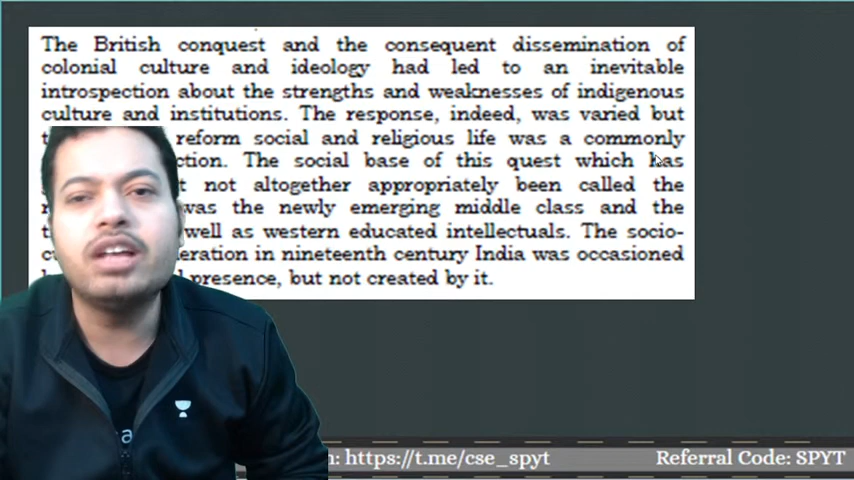 The British conquest and the consequent dissemination of
colonial culture and ideology had led to an inevitable
introspection about the strengths and weaknesses of indigenous
culture and institutions. The response, indeed, was varied but
reform social and religious life was a commonly
The social base of this quest which has
not altogether appropriately been called the
was the newly emerging middle class and the
well as western educated intellectuals. The socio-
in nineteenth century India was occasioned
presence, but not created by it.
a
https://t.me/cse_spyt Referral Code: SPYT